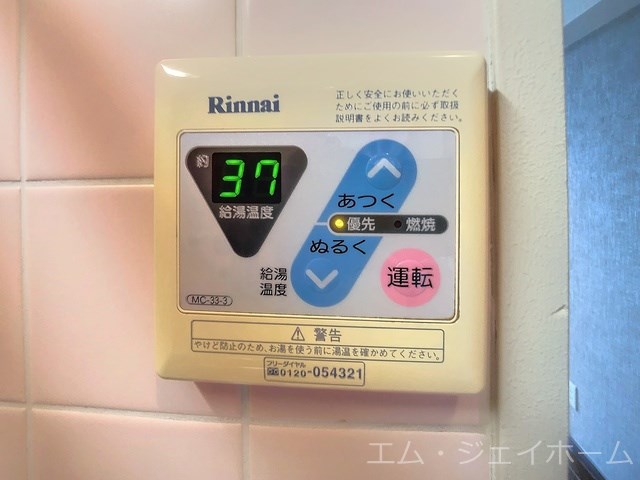 Rinnai
正しく安全にお使いいただく
ためにご使用の前に必ず取扱
説明書をよくお読みください。
約 37
給湯温度
あつく
優先 燃焼
ぬるく
給湯
温度
運転
MC-33-3
⚠ 警告
やけど防止のため、お湯を使う前に湯温を確かめてください。
フリーダイヤル
0120-054321
エム・ジェイホーム